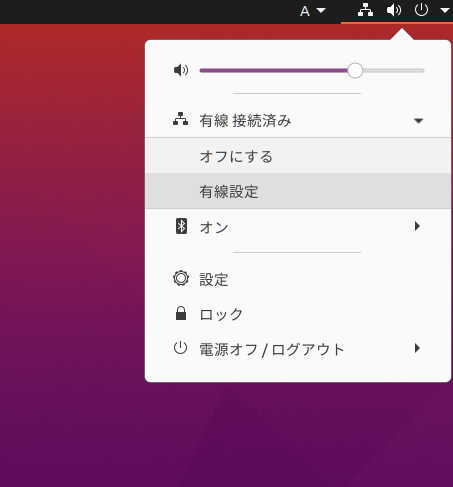 A
有線 接続済み
オフにする
有線設定
オン
設定
ロック
電源オフ / ログアウト